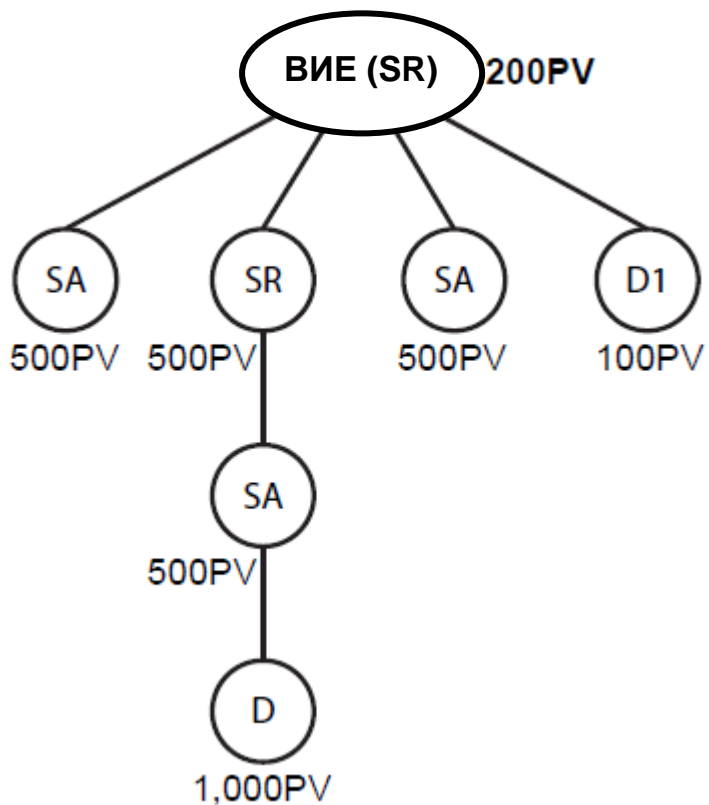 ВИЕ (SR) 200PV
SA SR SA D1
500PV 500PV 500PV 100PV
SA
500PV
D
1,000PV